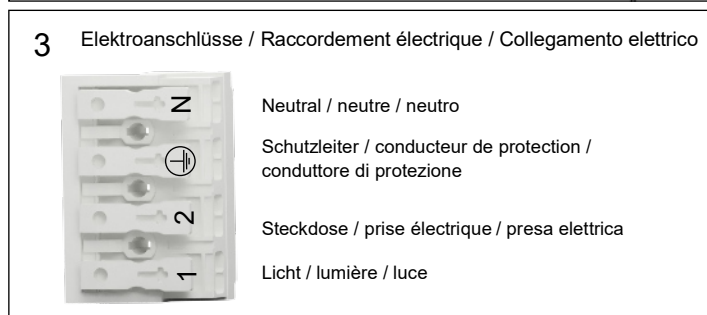 3 Elektroanschlüsse / Raccordement électrique / Collegamento elettrico
N
Neutral / neutre / neutro
Schutzleiter / conducteur de protection /
conduttore di protezione
2
Steckdose / prise électrique / presa elettrica
1
Licht / lumière / luce